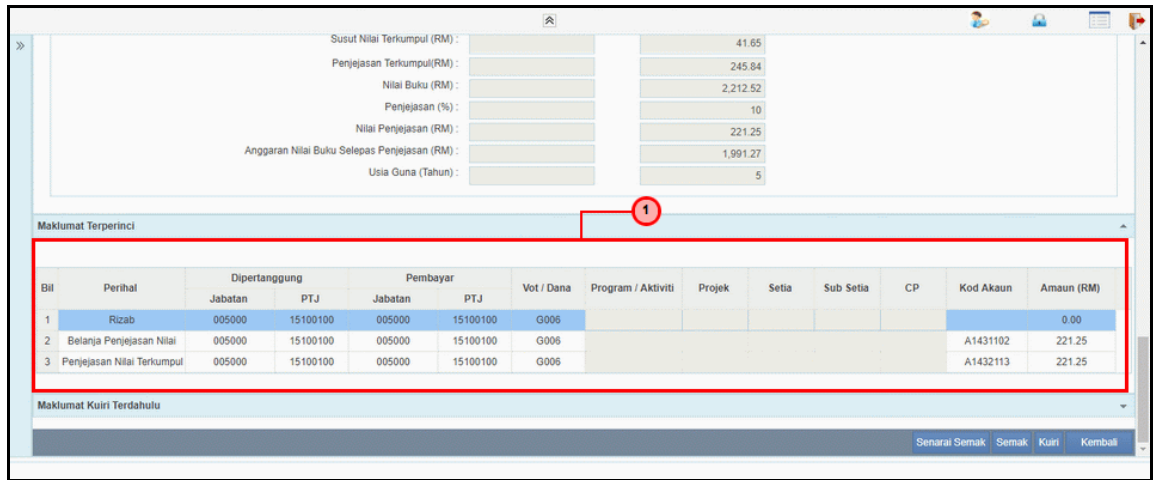 Susut Nilai Terkumpul (RM) : 41.65
Penjejasan Terkumpul(RM) : 245.84
Nilai Buku (RM) : 2,212.52
Penjejasan (%) : 10
Nilai Penjejasan (RM) : 221.25
Anggaran Nilai Buku Selepas Penjejasan (RM) : 1,991.27
Usia Guna (Tahun) : 5
1
Maklumat Terperinci
Bil Perihal Dipertanggung Pembayar Vot / Dana Program / Aktiviti Projek Setia Sub Setia CP Kod Akaun Amaun (RM)
Jabatan PTJ Jabatan PTJ
1 Rizab 005000 15100100 005000 15100100 G006 0.00
2 Belanja Penjejasan Nilai 005000 15100100 005000 15100100 G006 A1431102 221.25
3 Penjejasan Nilai Terkumpul 005000 15100100 005000 15100100 G006 A1432113 221.25
Maklumat Kuiri Terdahulu
Senarai Semak Semak Kuiri Kembali